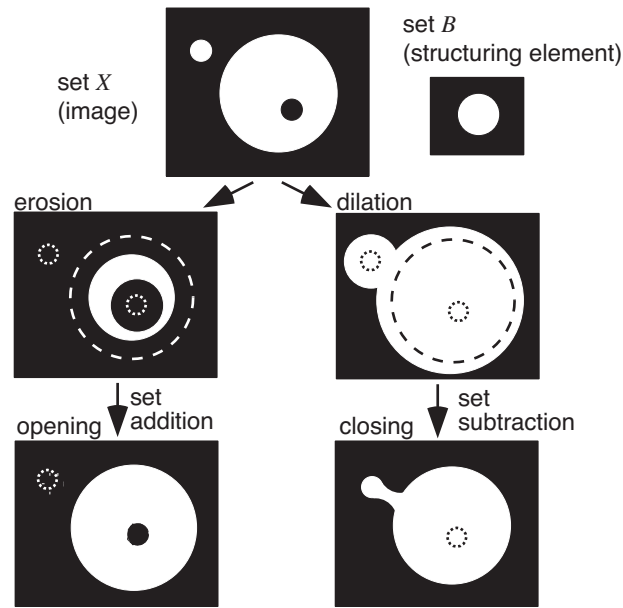 set X
(image)
set B
(structuring element)
erosion
dilation
set
addition
set
subtraction
opening
closing